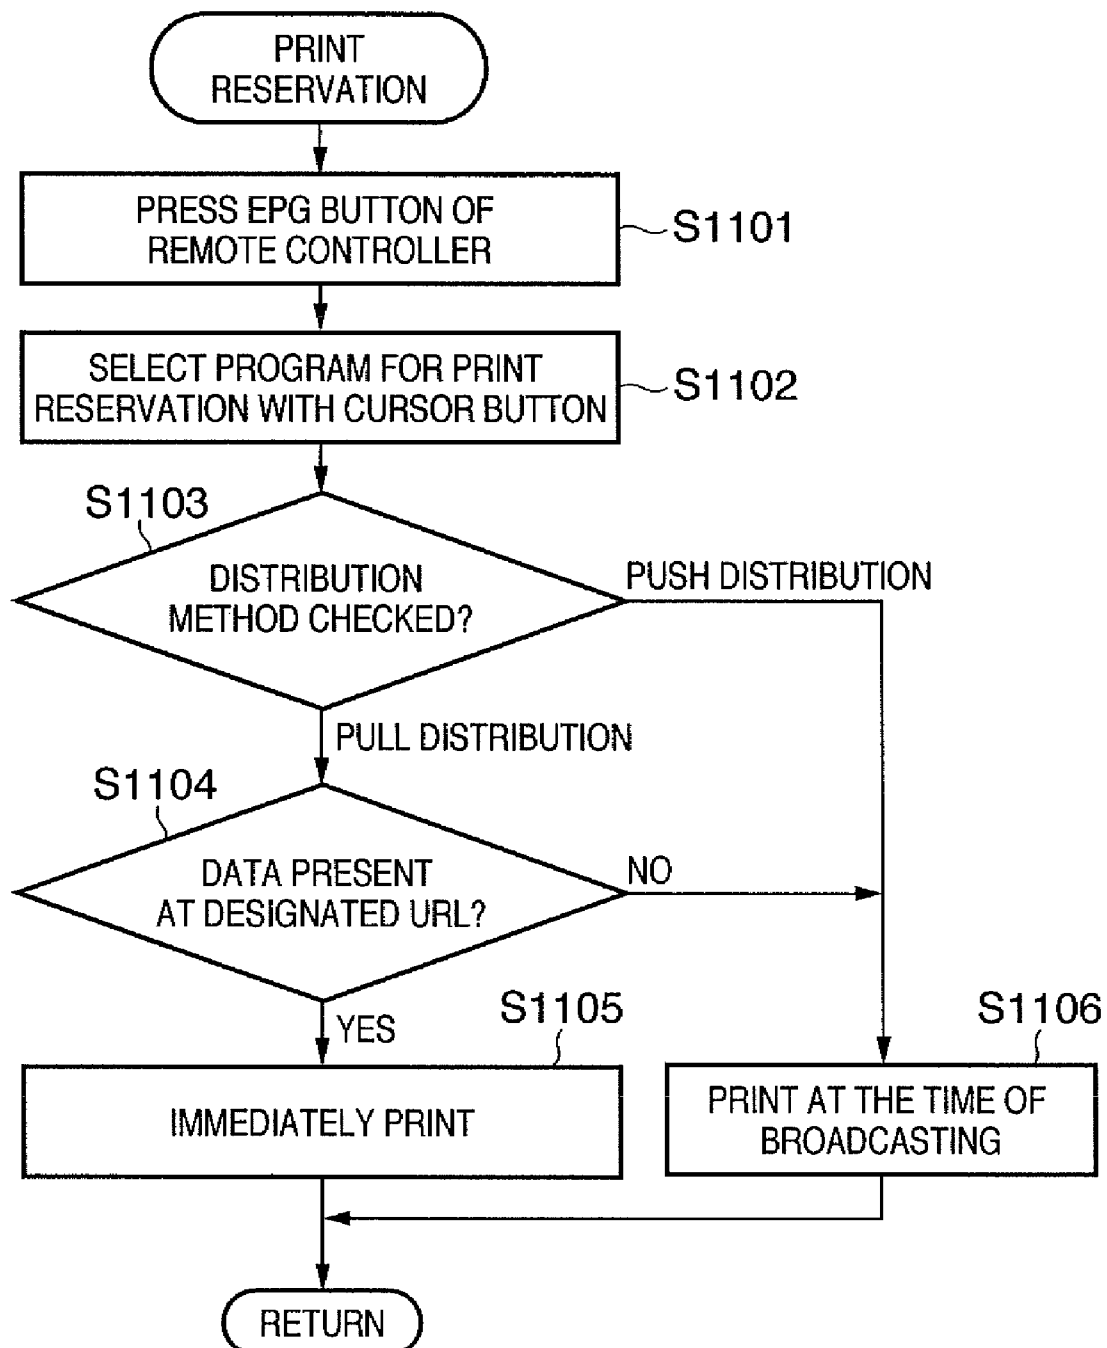 PRINT
RESERVATION
PRESS EPG BUTTON OF
REMOTE CONTROLLER
S1101
SELECT PROGRAM FOR PRINT
RESERVATION WITH CURSOR BUTTON
S1102
S1103
DISTRIBUTION
METHOD CHECKED?
PUSH DISTRIBUTION
PULL DISTRIBUTION
S1104
DATA PRESENT
AT DESIGNATED URL?
NO
YES
S1105
IMMEDIATELY PRINT
S1106
PRINT AT THE TIME OF
BROADCASTING
RETURN